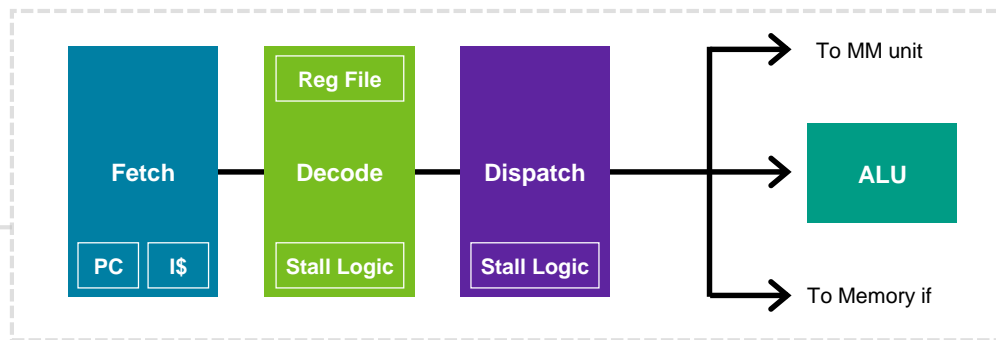 Reg File
Fetch
Decode
Dispatch
PC
I$
Stall Logic
Stall Logic
To MM unit
ALU
To Memory if